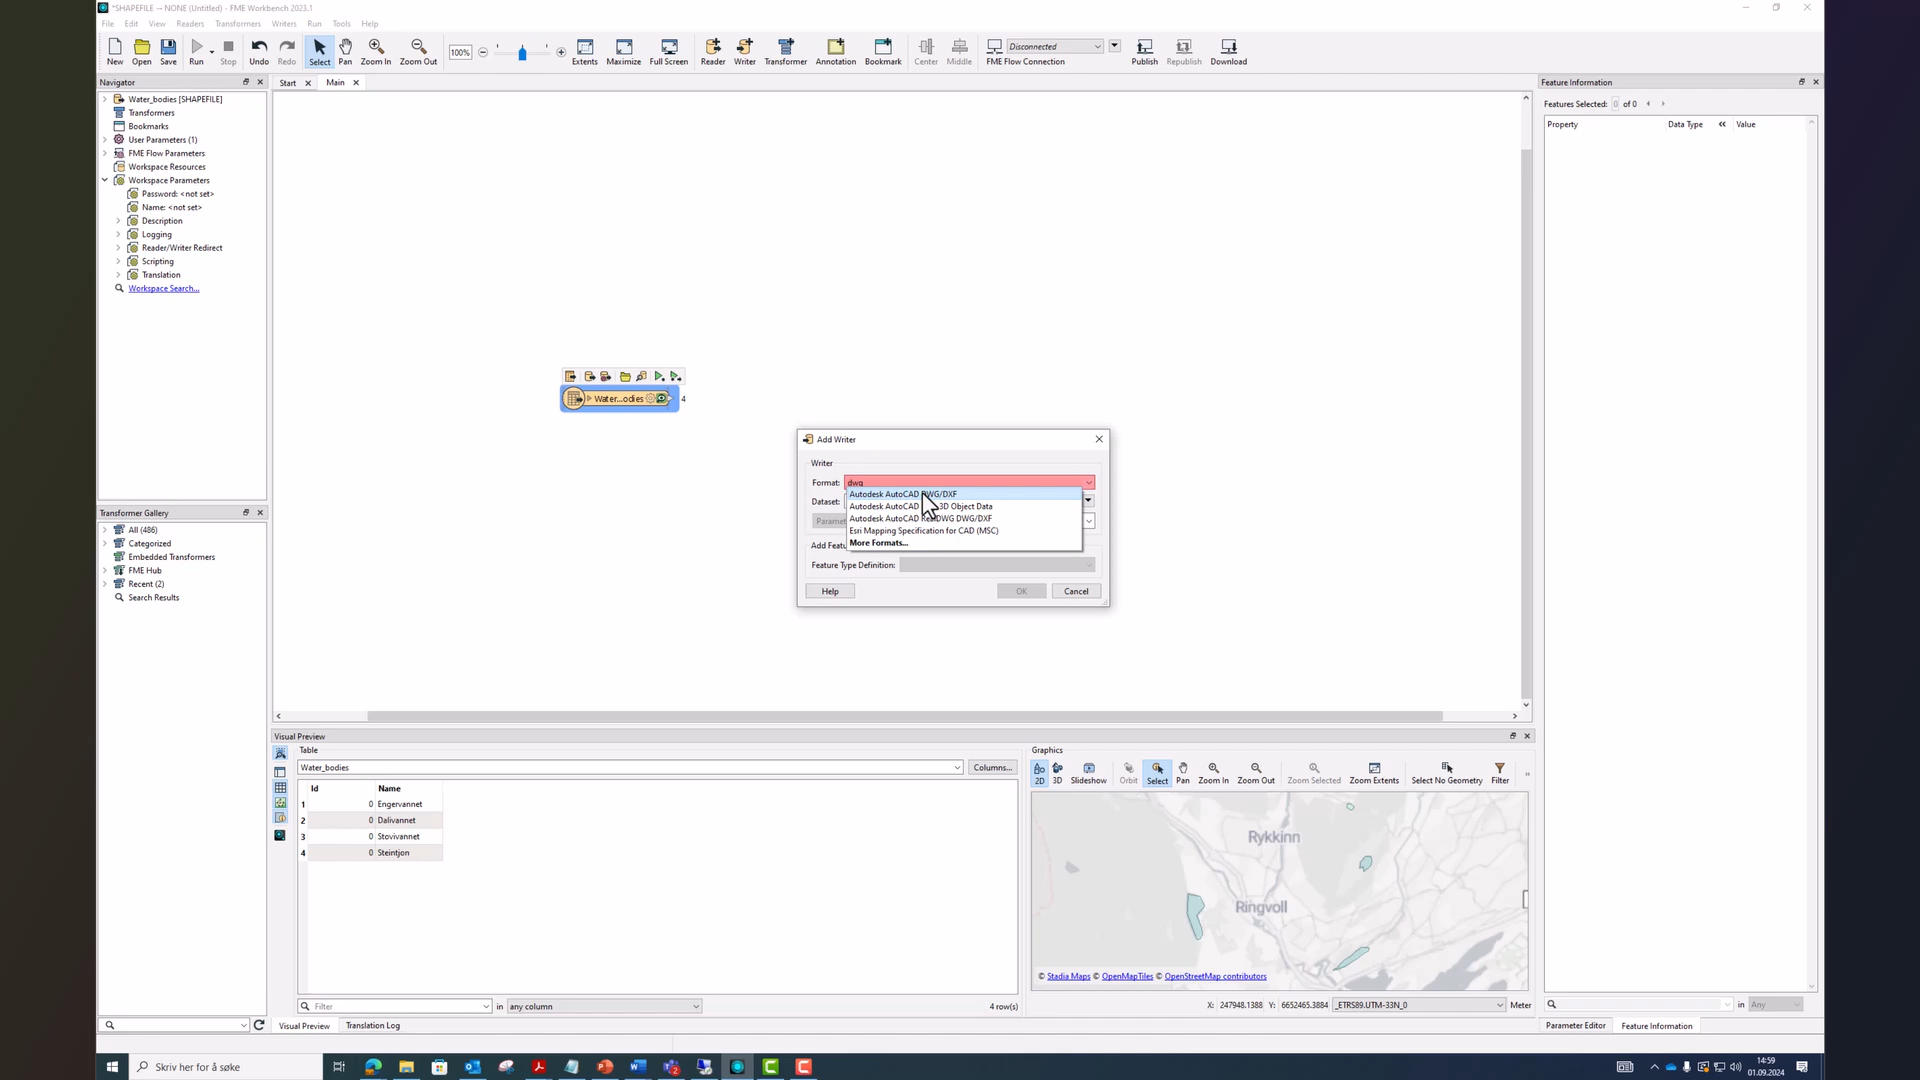 *SHAPEFILE → NONE (Untitled) - FME Workbench 2023.1
File Edit View Readers Transformers Writers Run Tools Help
New Open Save Run Stop Undo Redo Select Pan Zoom In Zoom Out 100% Extents Maximize Full Screen Reader Writer Transformer Annotation Bookmark Center Middle Disconnected FME Flow Connection Publish Republish Download
Navigator
Water_bodies [SHAPEFILE]
Transformers
Bookmarks
User Parameters (1)
FME Flow Parameters
Workspace Resources
Workspace Parameters
Password: <not set>
Name: <not set>
Description
Logging
Reader/Writer Redirect
Scripting
Translation
Workspace Search...
Transformer Gallery
All (486)
Categorized
Embedded Transformers
FME Hub
Recent (2)
Search Results
Start Main
Water...odies 4
Add Writer
Writer
Format: dwg
Dataset:
Autodesk AutoCAD DWG/DXF
Autodesk AutoCAD 3D Object Data
Autodesk AutoCAD RealDWG DWG/DXF
Esri Mapping Specification for CAD (MSC)
More Formats...
Feature Type Definition:
Help OK Cancel
Visual Preview
Table
Water_bodies Columns...
Id Name
1 0 Engervannet
2 0 Dalivannet
3 0 Stovivannet
4 0 Steintjon
Filter in any column 4 row(s)
Visual Preview Translation Log
Graphics
2D 3D Slideshow Orbit Select Pan Zoom In Zoom Out Zoom Selected Zoom Extents Select No Geometry Filter
Rykkinn
Ringvoll
© Stadia Maps © OpenMapTiles © OpenStreetMap contributors
X: 247948.1388 Y: 6652465.3884 _ETRS89.UTM-33N_0 Meter
Feature Information
Features Selected: 0 of 0
Property Data Type Value
in Any
Parameter Editor Feature Information
Skriv her for å søke
14:59
01.09.2024